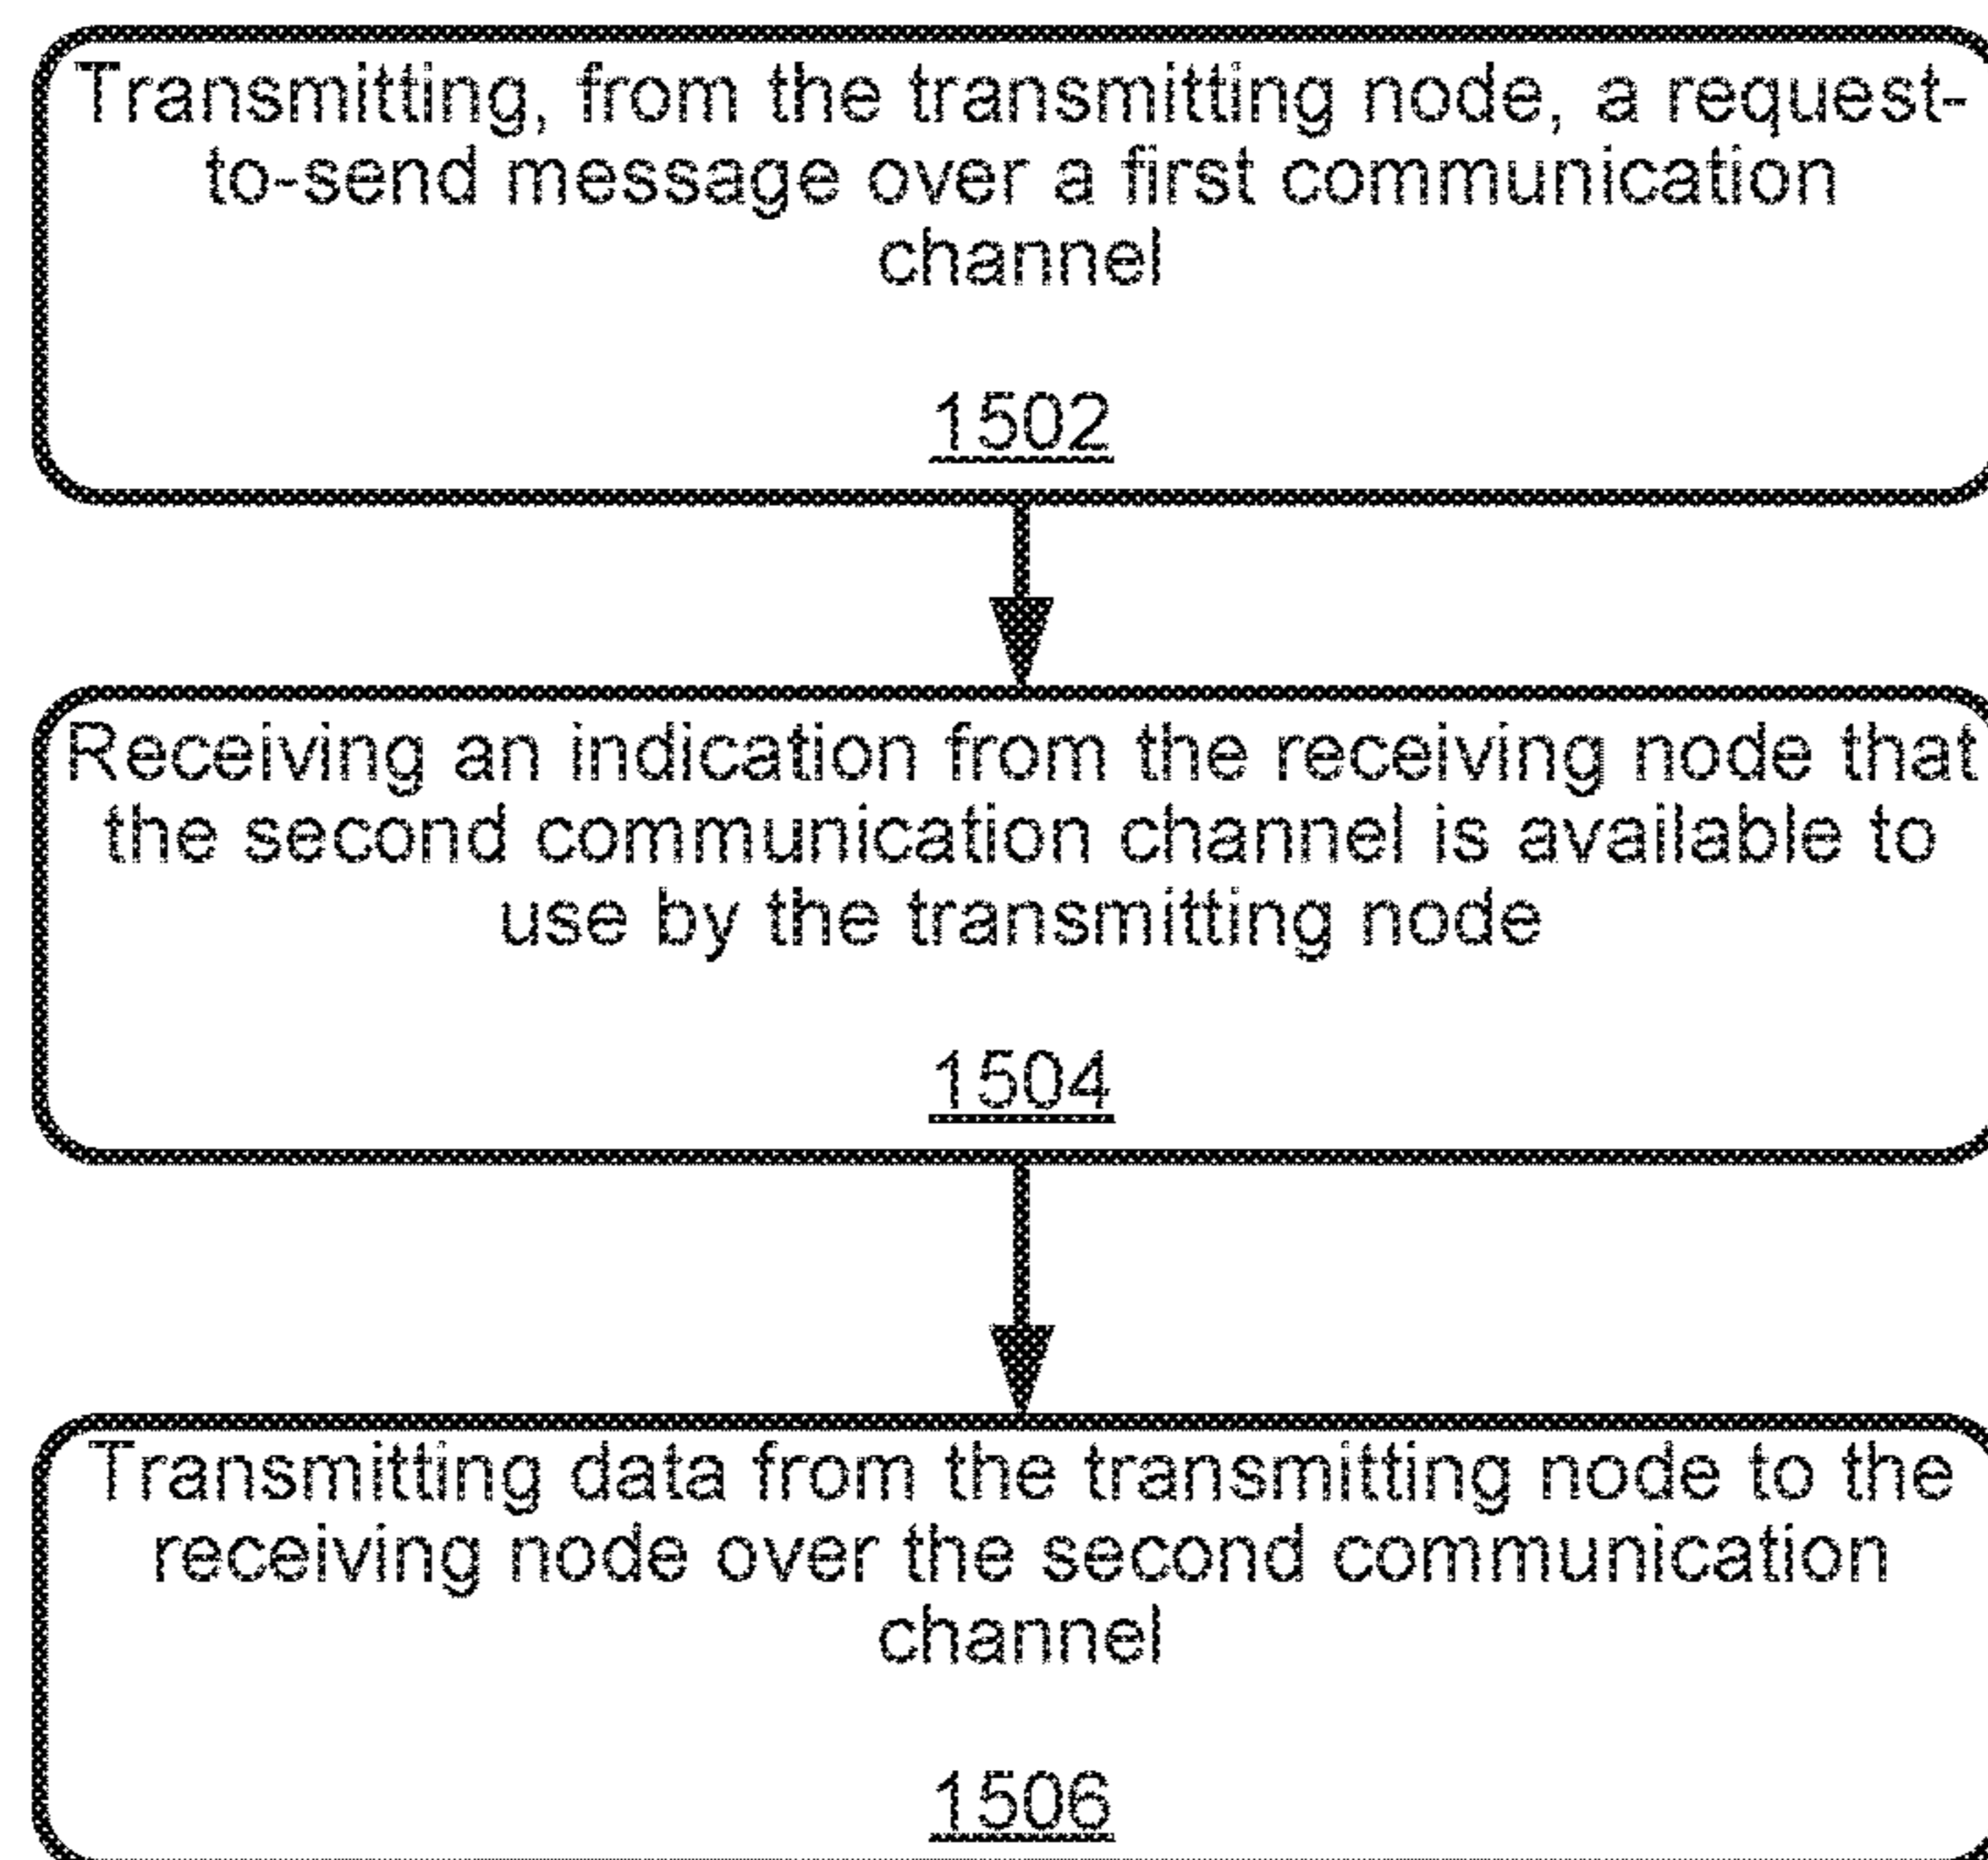 Transmitting, from the transmitting node, a request-
to-send message over a first communication
channel
1502
Receiving an indication from the receiving node that
the second communication channel is available to
use by the transmitting node
1504
Transmitting data from the transmitting node to the
receiving node over the second communication
channel
1506